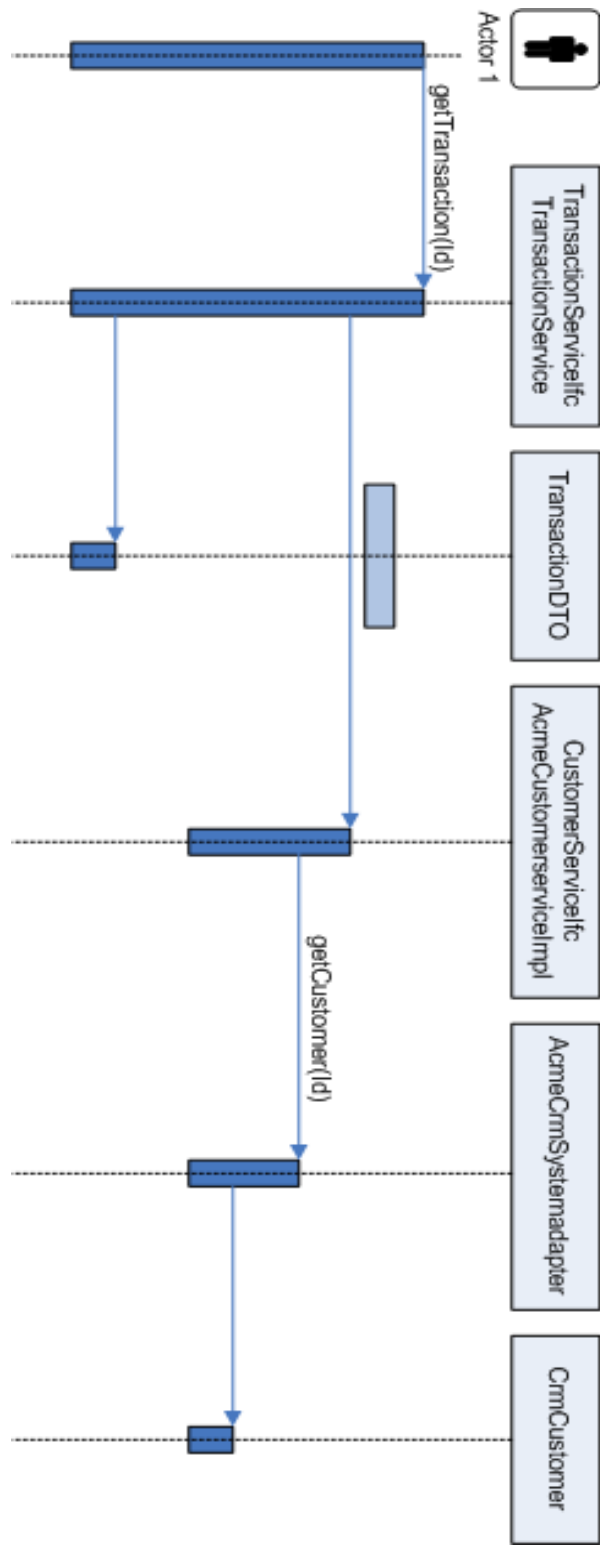 Actor 1
TransactionServiceIfc
TransactionService
TransactionDTO
CustomerServiceIfc
AcmeCustomerserviceImpl
AcmeCrmSystemadapter
CrmCustomer
getTransaction(Id)
getCustomer(Id)